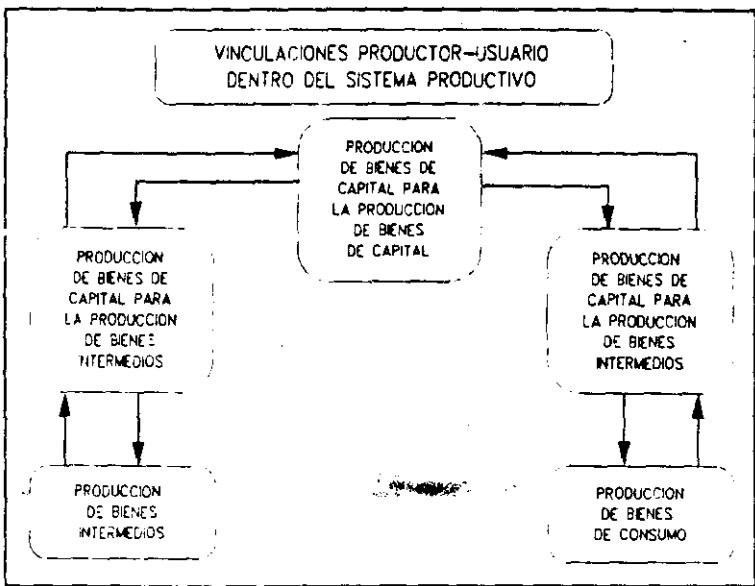 VINCULACIONES PRODUCTOR-USUARIO
DENTRO DEL SISTEMA PRODUCTIVO
PRODUCCION
DE BIENES DE
CAPITAL PARA
LA PRODUCCION
DE BIENES
DE CAPITAL
PRODUCCION
DE BIENES DE
CAPITAL PARA
LA PRODUCCION
DE BIENES
INTERMEDIOS
PRODUCCION
DE BIENES DE
CAPITAL PARA
LA PRODUCCION
DE BIENES
INTERMEDIOS
PRODUCCION
DE BIENES
INTERMEDIOS
PRODUCCION
DE BIENES
DE CONSUMO